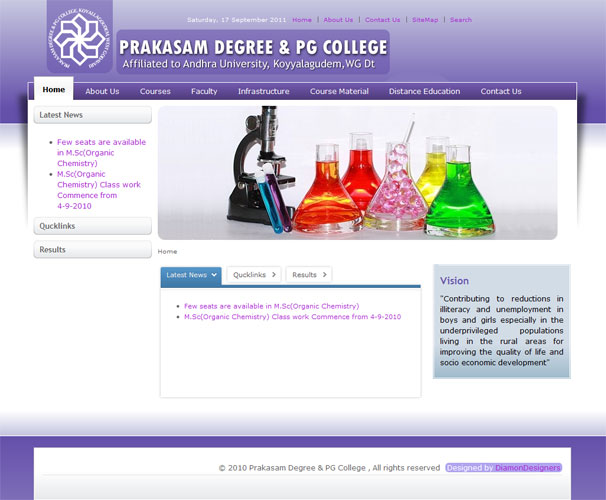 Saturday, 17 September 2011 Home | About Us | Contact Us | SiteMap | Search
PRAKASAM DEGREE & PG COLLEGE
Affiliated to Andhra University, Koyyalagudem,WG Dt
Home About Us Courses Faculty Infrastructure Course Material Distance Education Contact Us
Latest News
Few seats are available
in M.Sc(Organic
Chemistry)
M.Sc(Organic
Chemistry) Class work
Commence from
4-9-2010
Qucklinks
Results
Home
Latest News Qucklinks Results
Few seats are available in M.Sc(Organic Chemistry)
M.Sc(Organic Chemistry) Class work Commence from 4-9-2010
Vision
"Contributing to reductions in
illiteracy and unemployment in
boys and girls especially in the
underprivileged populations
living in the rural areas for
improving the quality of life and
socio economic development"
© 2010 Prakasam Degree & PG College , All rights reserved Designed by DiamonDesigners